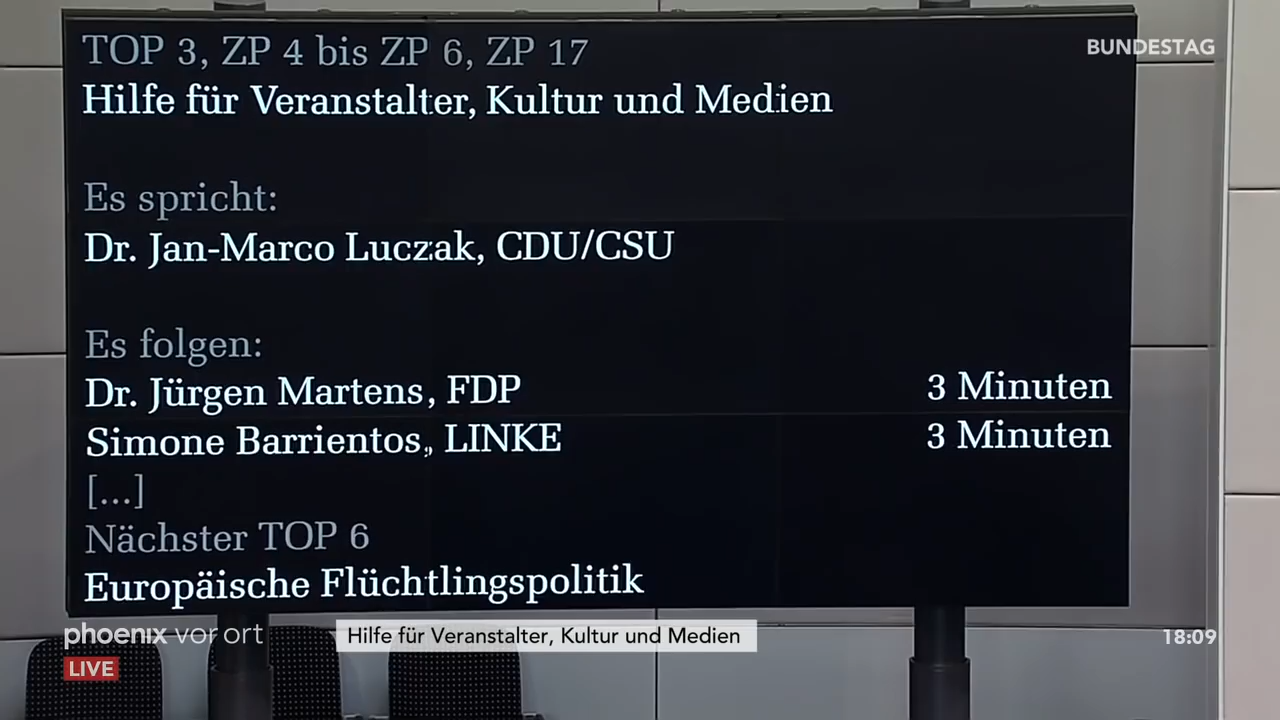 TOP 3, ZP 4 bis ZP 6, ZP 17
BUNDESTAG
Hilfe für Veranstalter, Kultur und Medien
Es spricht:
Dr. Jan-Marco Luczak, CDU/CSU
Es folgen:
Dr. Jürgen Martens, FDP 3 Minuten
Simone Barrientos, LINKE 3 Minuten
[...]
Nächster TOP 6
Europäische Flüchtlingspolitik
phoenix vor ort
Hilfe für Veranstalter, Kultur und Medien
18:09
LIVE